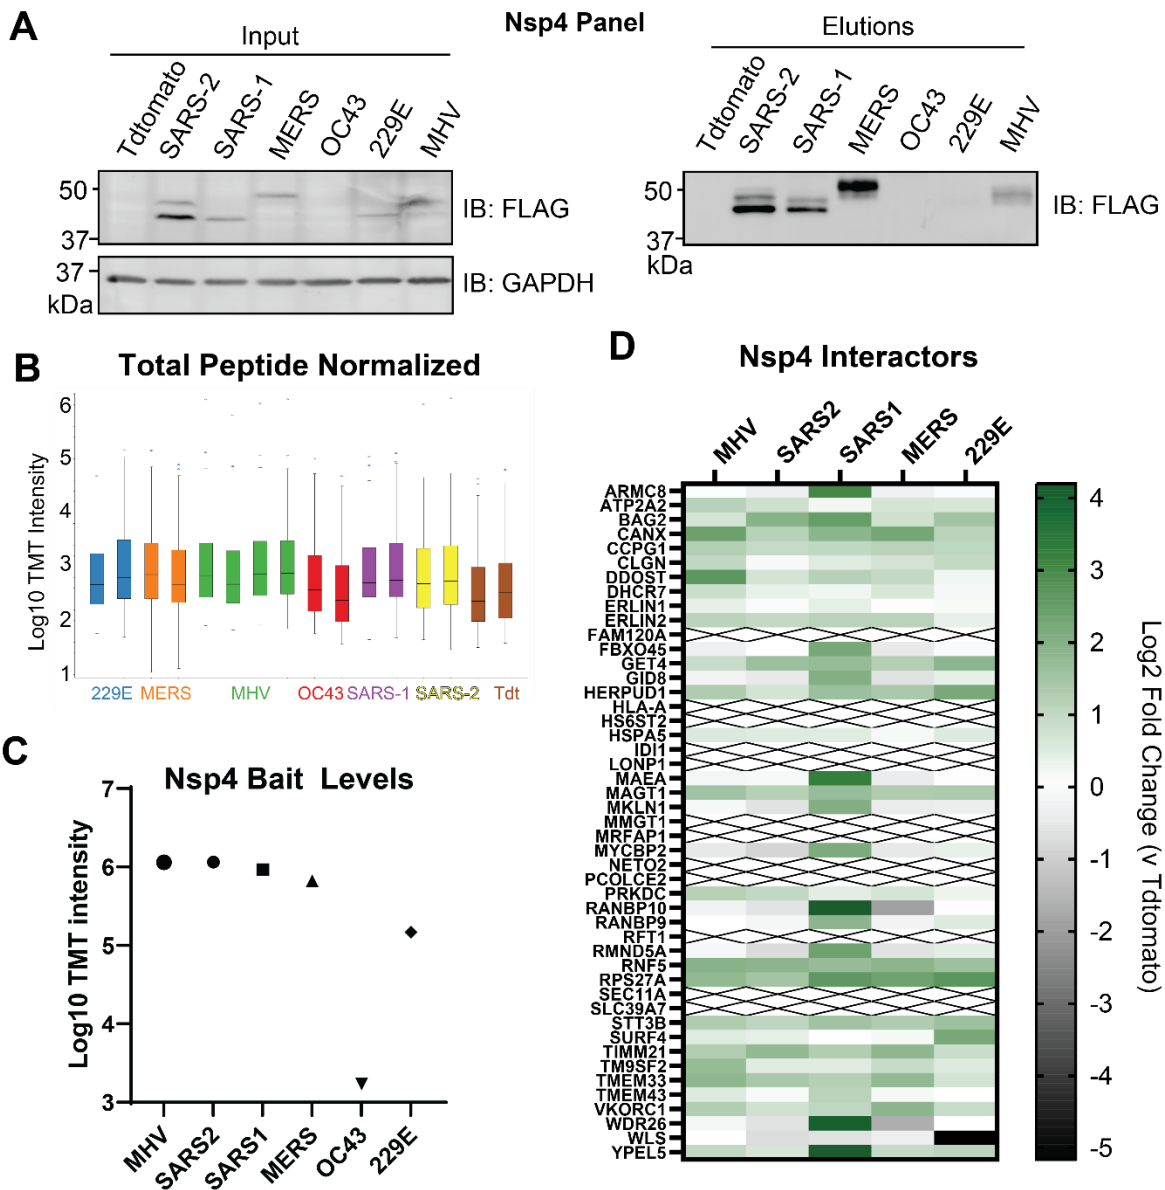 A
Nsp4 Panel
Input
Tdtomato
SARS-2
SARS-1
MERS
OC43
229E
MHV
50
37
IB: FLAG
37
kDa
IB: GAPDH
Elutions
Tdtomato
SARS-2
SARS-1
MERS
OC43
229E
MHV
50
37
kDa
IB: FLAG
B
Total Peptide Normalized
Log10 TMT Intensity
6
5
4
3
2
1
229E MERS MHV OC43 SARS-1 SARS-2 Tdt
C
Nsp4 Bait Levels
Log10 TMT intensity
7
6
5
4
3
MHV
SARS2
SARS1
MERS
OC43
229E
D
Nsp4 Interactors
MHV
SARS2
SARS1
MERS
229E
ARMC8
ATP2A2
BAG2
CANX
CCPG1
CLGN
DDOST
DHCR7
ERLIN1
ERLIN2
FAM120A
FBXO45
GET4
GID8
HERPUD1
HLA-A
HS6ST2
HSPA5
IDI1
LONP1
MAEA
MAGT1
MKLN1
MMGT1
MRFAP1
MYCBP2
NETO2
PCOLCE2
PRKDC
RANBP10
RANBP9
RFT1
RMND5A
RNF5
RPS27A
SEC11A
SLC39A7
STT3B
SURF4
TIMM21
TM9SF2
TMEM33
TMEM43
VKORC1
WDR26
WLS
YPEL5
4
3
2
1
0
-1
-2
-3
-4
-5
Log2 Fold Change (v Tdtomato)